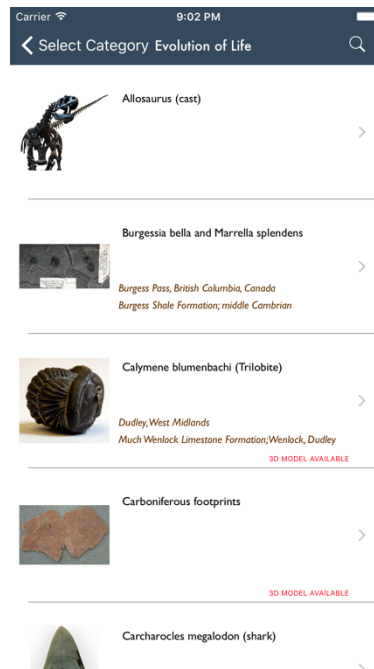 Carrier 9:02 PM
Select Category Evolution of Life
Allosaurus (cast)
Burgessia bella and Marrella splendens
Burgess Pass, British Columbia, Canada
Burgess Shale Formation; middle Cambrian
Calymene blumenbachi (Trilobite)
Dudley,West Midlands
Much Wenlock Limestone Formation;Wenlock, Dudley
3D MODEL AVAILABLE
Carboniferous footprints
3D MODEL AVAILABLE
Carcharocles megalodon (shark)